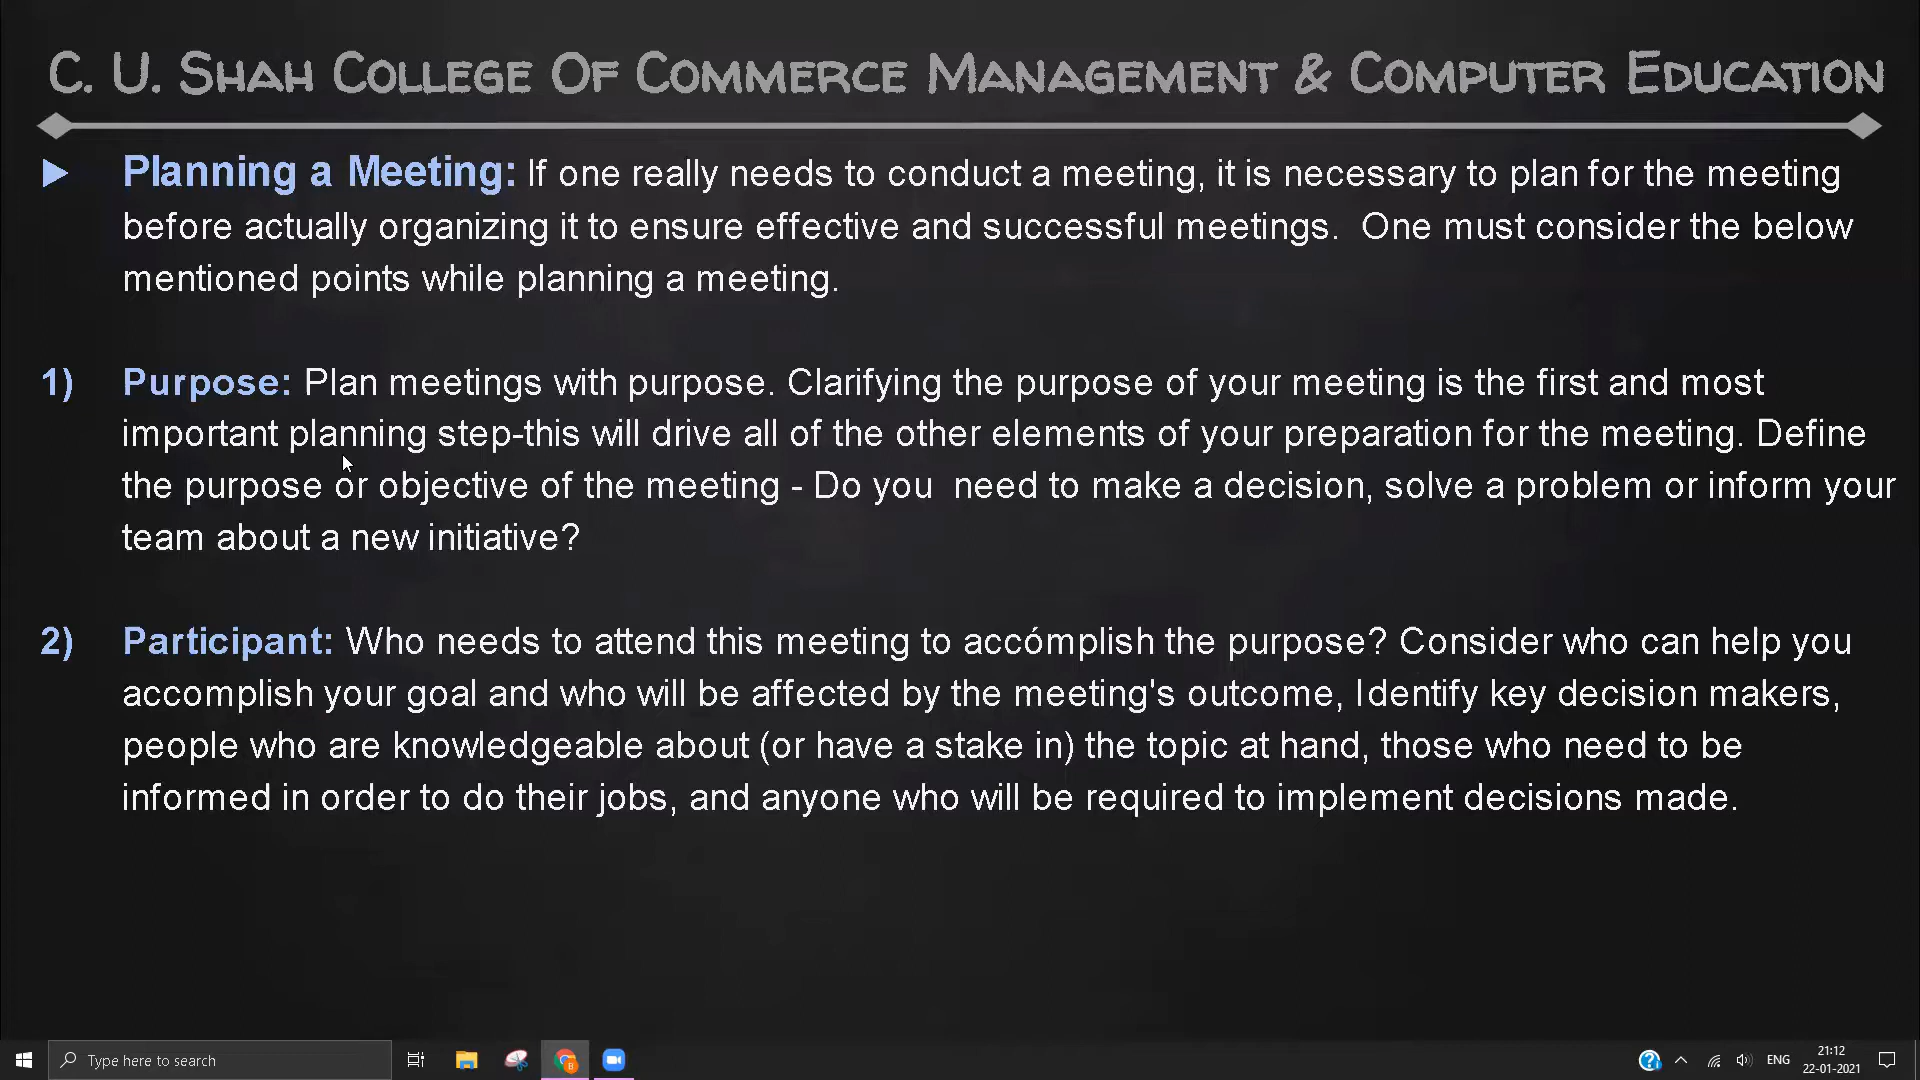 C. U. Shah College Of Commerce Management & Computer Education
Planning a Meeting: If one really needs to conduct a meeting, it is necessary to plan for the meeting
before actually organizing it to ensure effective and successful meetings. One must consider the below
mentioned points while planning a meeting.
1) Purpose: Plan meetings with purpose. Clarifying the purpose of your meeting is the first and most
important planning step-this will drive all of the other elements of your preparation for the meeting. Define
the purpose or objective of the meeting - Do you need to make a decision, solve a problem or inform your
team about a new initiative?
2) Participant: Who needs to attend this meeting to accómplish the purpose? Consider who can help you
accomplish your goal and who will be affected by the meeting's outcome, Identify key decision makers,
people who are knowledgeable about (or have a stake in) the topic at hand, those who need to be
informed in order to do their jobs, and anyone who will be required to implement decisions made.
Type here to search
ENG
21:12
22-01-2021